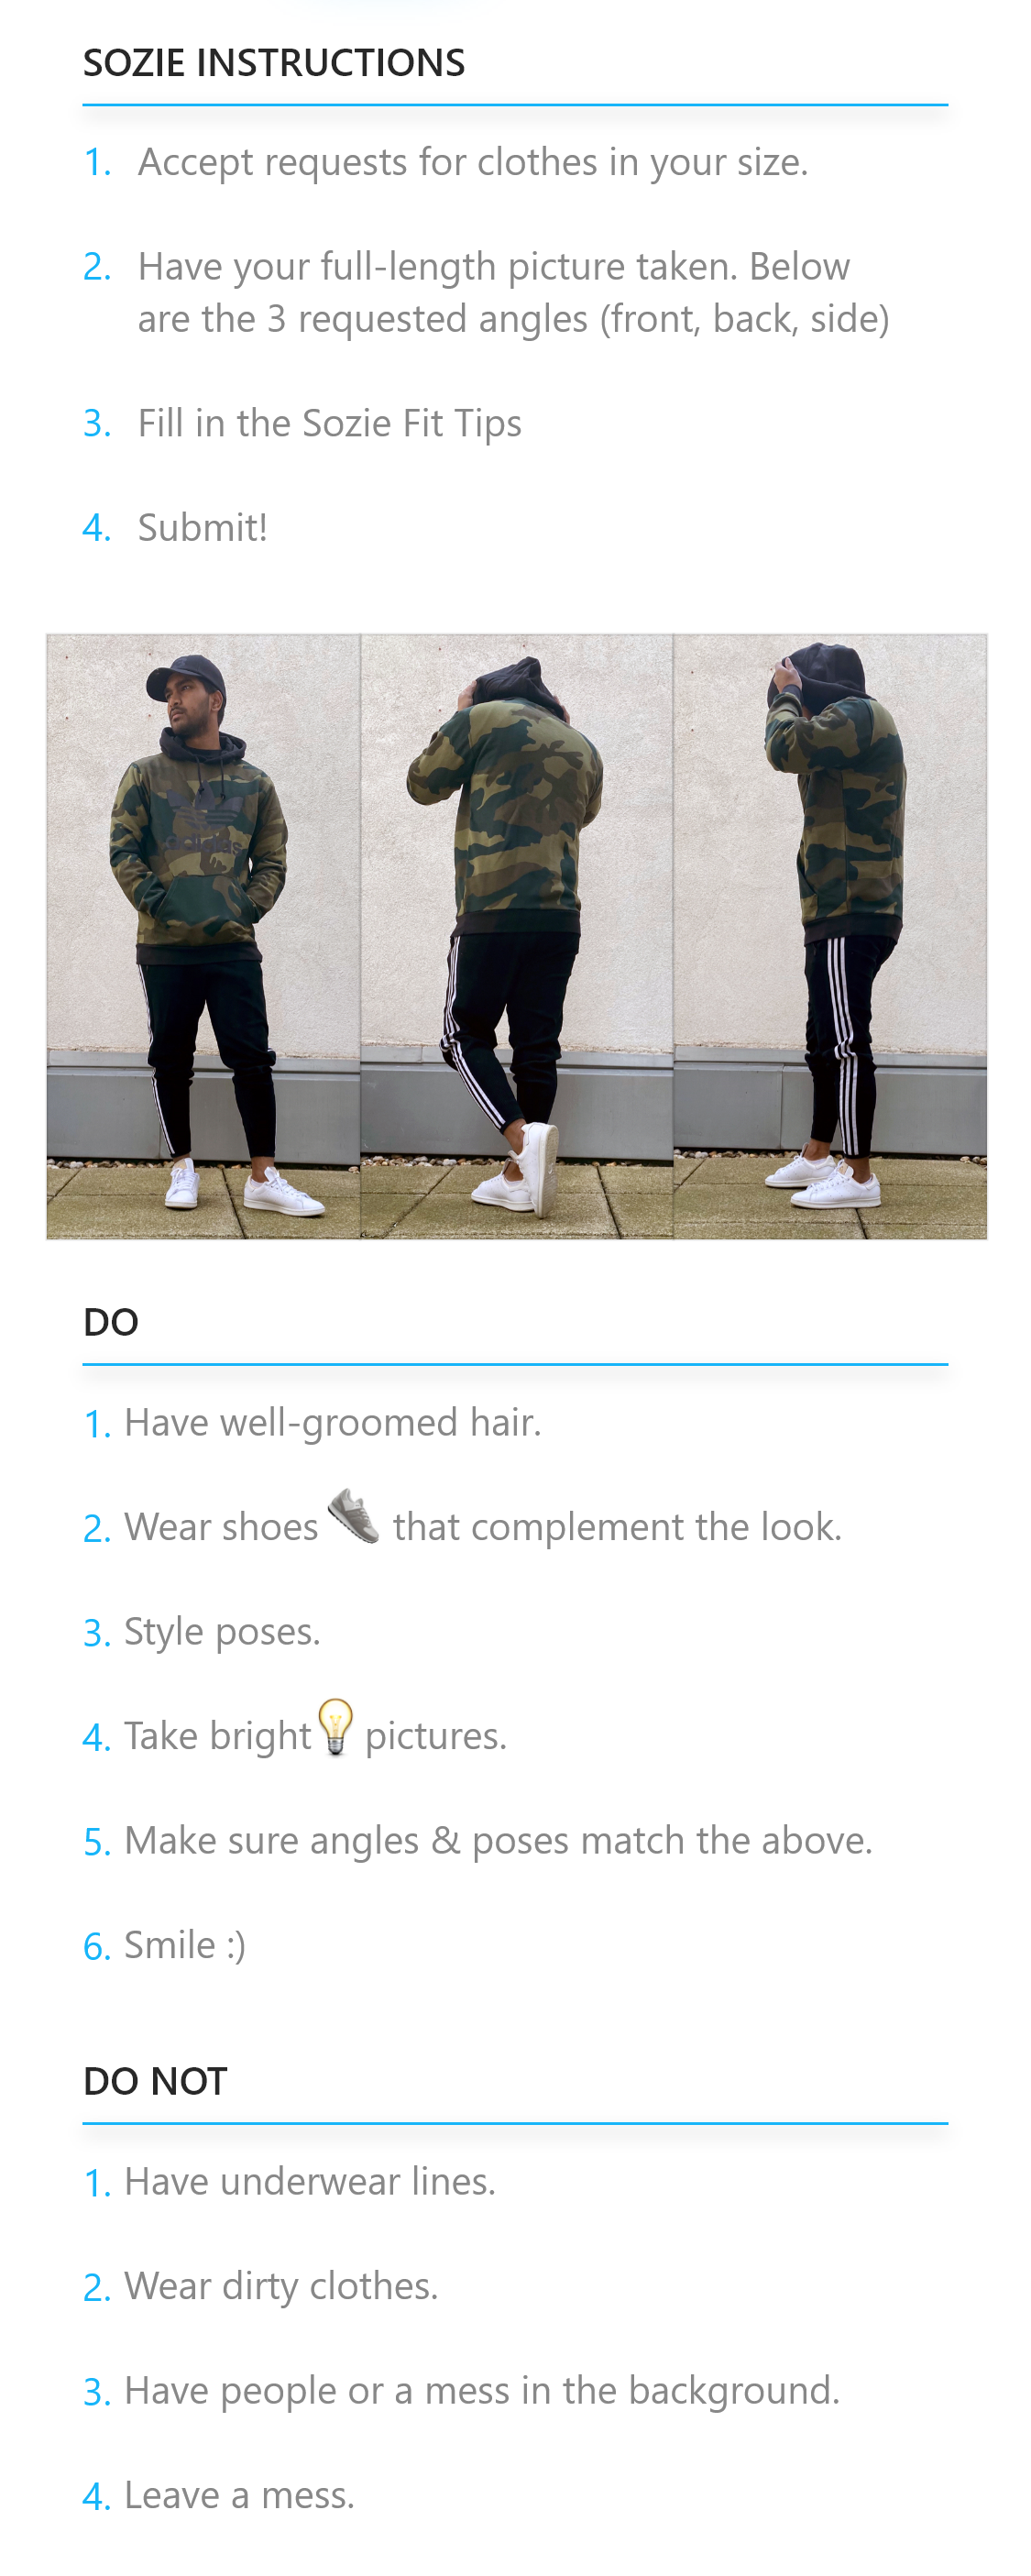 SOZIE INSTRUCTIONS
1. Accept requests for clothes in your size.
2. Have your full-length picture taken. Below
are the 3 requested angles (front, back, side)
3. Fill in the Sozie Fit Tips
4. Submit!
adidas
DO
1. Have well-groomed hair.
2. Wear shoes that complement the look.
3. Style poses.
4. Take bright pictures.
5. Make sure angles & poses match the above.
6. Smile :)
DO NOT
1. Have underwear lines.
2. Wear dirty clothes.
3. Have people or a mess in the background.
4. Leave a mess.